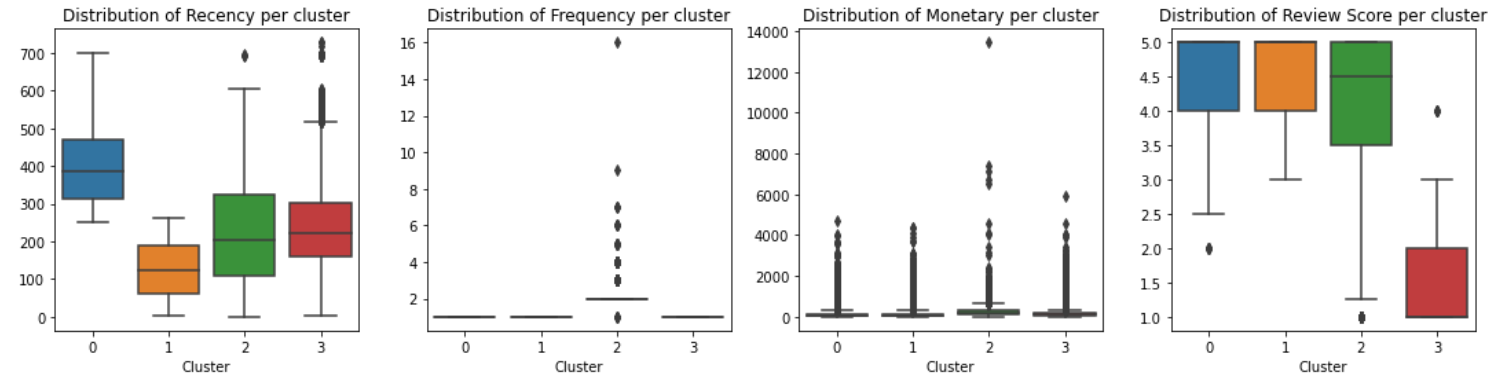 Distribution of Recency per cluster
700
600
500
400
300
200
100
0
0 1 2 3
Cluster
Distribution of Frequency per cluster
16
14
12
10
8
6
4
2
0 1 2 3
Cluster
Distribution of Monetary per cluster
14000
12000
10000
8000
6000
4000
2000
0
0 1 2 3
Cluster
Distribution of Review Score per cluster
5.0
4.5
4.0
3.5
3.0
2.5
2.0
1.5
1.0
0 1 2 3
Cluster